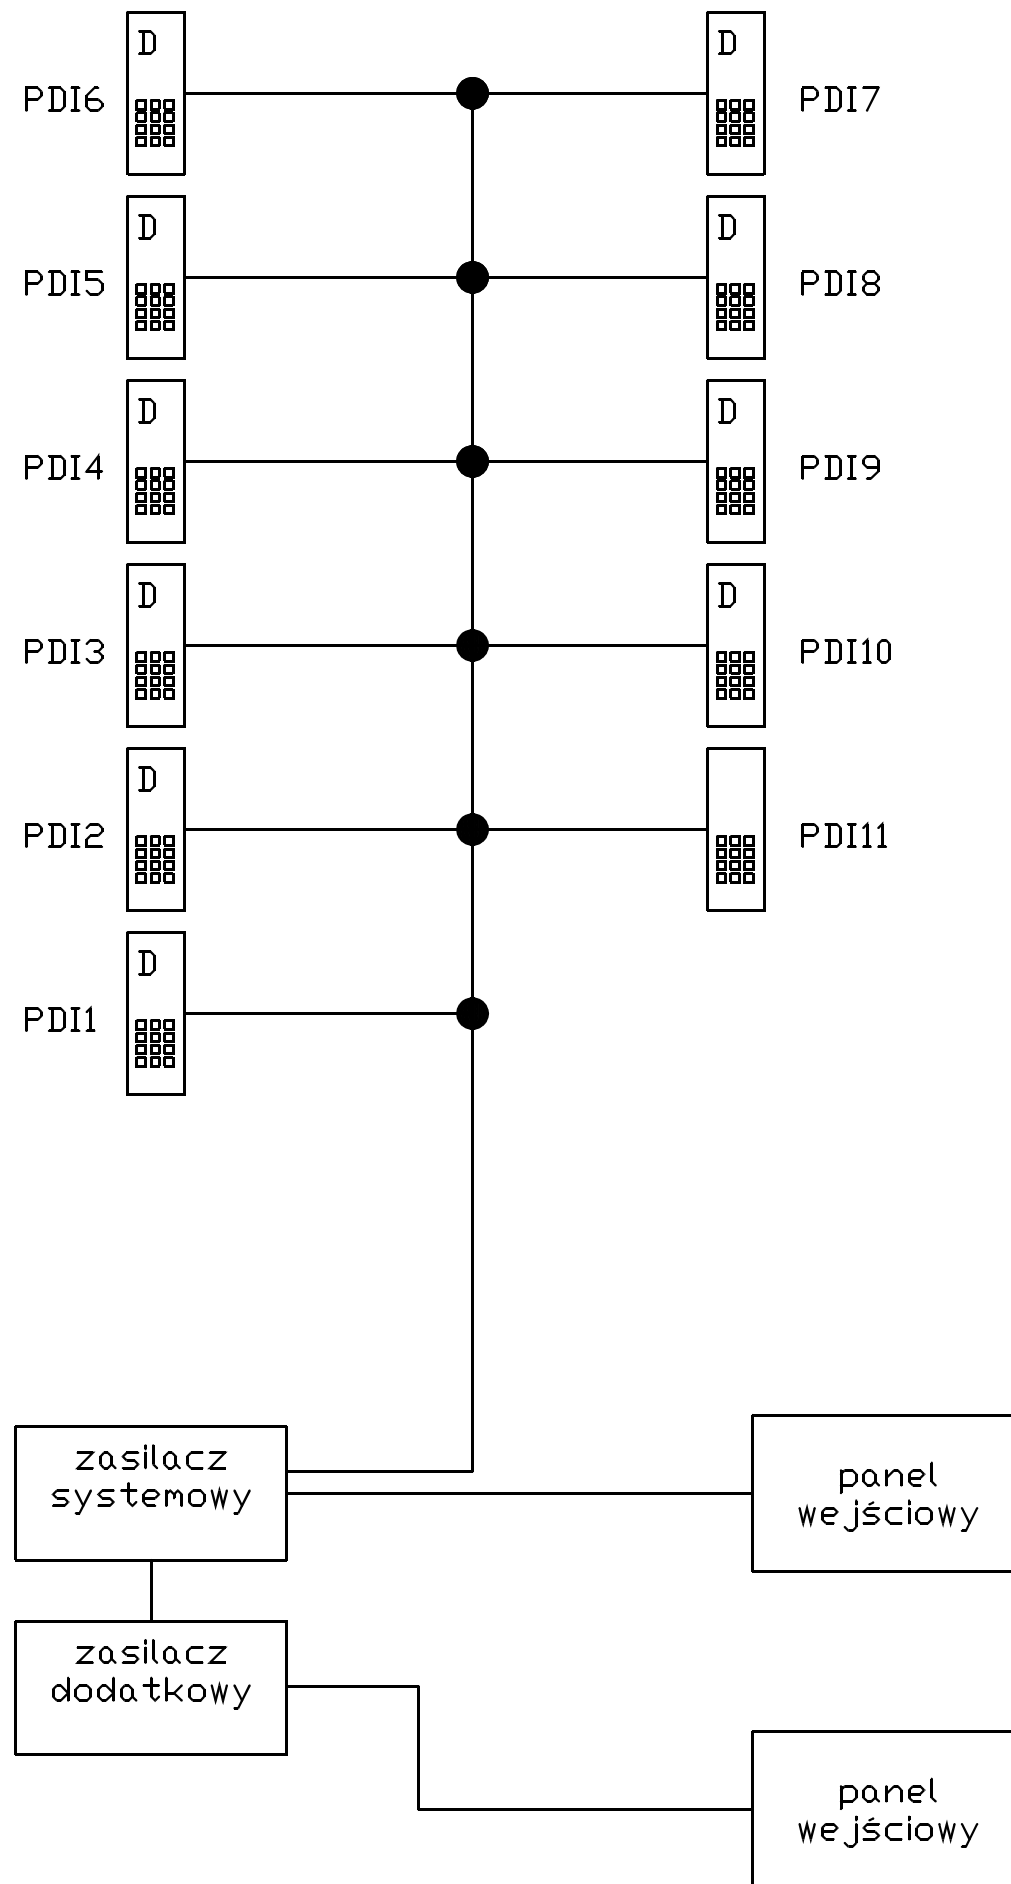 D
D
PDI6
PDI7
D
D
PDI5
PDI8
D
D
PDI4
PDI9
D
D
PDI3
PDI10
D
PDI2
PDI11
D
PDI1
zasilacz
systemowy
panel
wejściowy
zasilacz
dodatkowy
panel
wejściowy